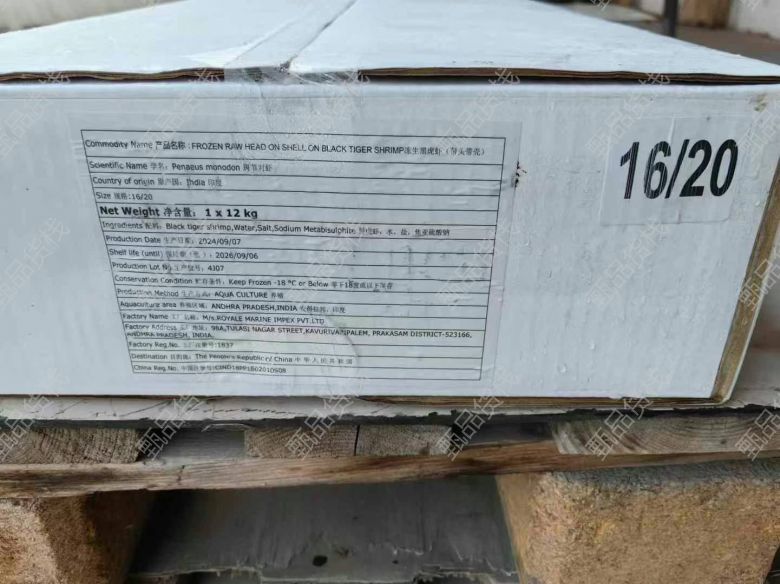 Commodity Name 产品名称: FROZEN RAW HEAD ON SHELL ON BLACK TIGER SHRIMP冻生黑虎虾(带头带壳)
Scientific Name 学名: Penaeus monodon 斑节对虾
Country of origin 原产国: India 印度
Size 规格:16/20
Net Weight 净含量: 1 x 12 kg
Ingredients 配料: Black tiger shrimp,Water,Salt,Sodium Metabisulphite 黑虎虾, 水, 盐, 焦亚硫酸钠
Production Date 生产日期: 2024/09/07
Shelf life (until) 保质期 2026/09/06
Production Lot No 生产批号: 4J07
Conservation Condition 贮存条件: Keep Frozen -18 °C or Below 零下18度或以下保存
Production Method 生产方式 AQUA CULTURE 养殖
Aquaculture area 养殖区域: ANDHRA PRADESH,INDIA 安得拉邦, 印度
Factory Name 工厂名称: M/s.ROYALE MARINE IMPEX PVT.LTD
Factory Address 工厂地址: 98A,TULASI NAGAR STREET,KAVURIVARIPALEM, PRAKASAM DISTRICT-523166,
ANDHRA PRADESH, INDIA.
Factory Reg.No. 工厂注册号:1837
Destination 目的地: The People's Republic of China 中华人民共和国
China Reg.No. 中国注册号:
16/20
甄品货栈